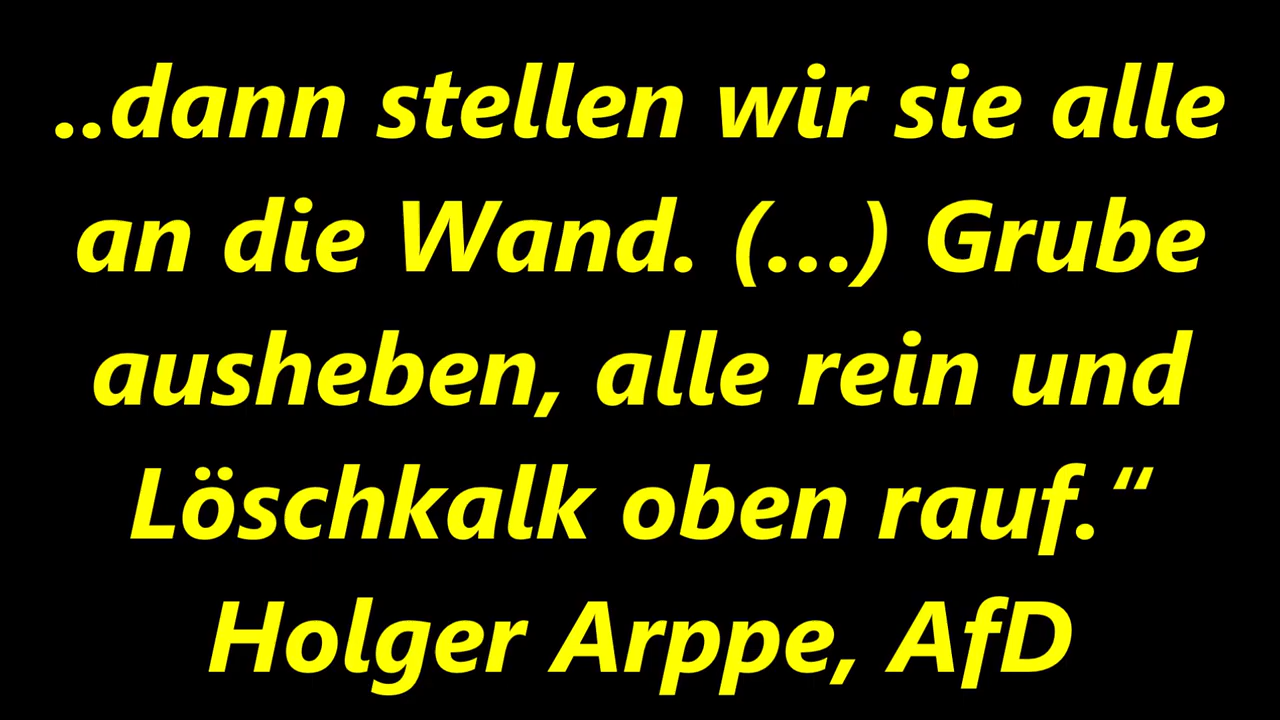 ..dann stellen wir sie alle
an die Wand. (...) Grube
ausheben, alle rein und
Löschkalk oben rauf.“
Holger Arppe, AfD